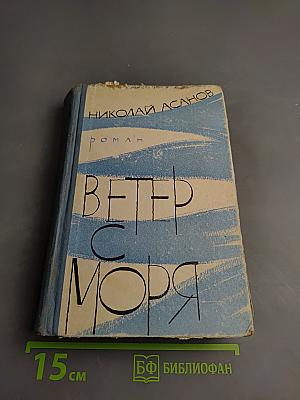 НИКОЛАЙ АСАНОВ
РОМАН
ВЕТЕР
С
МОРЯ
15 см
БФ БИБЛИОФАН